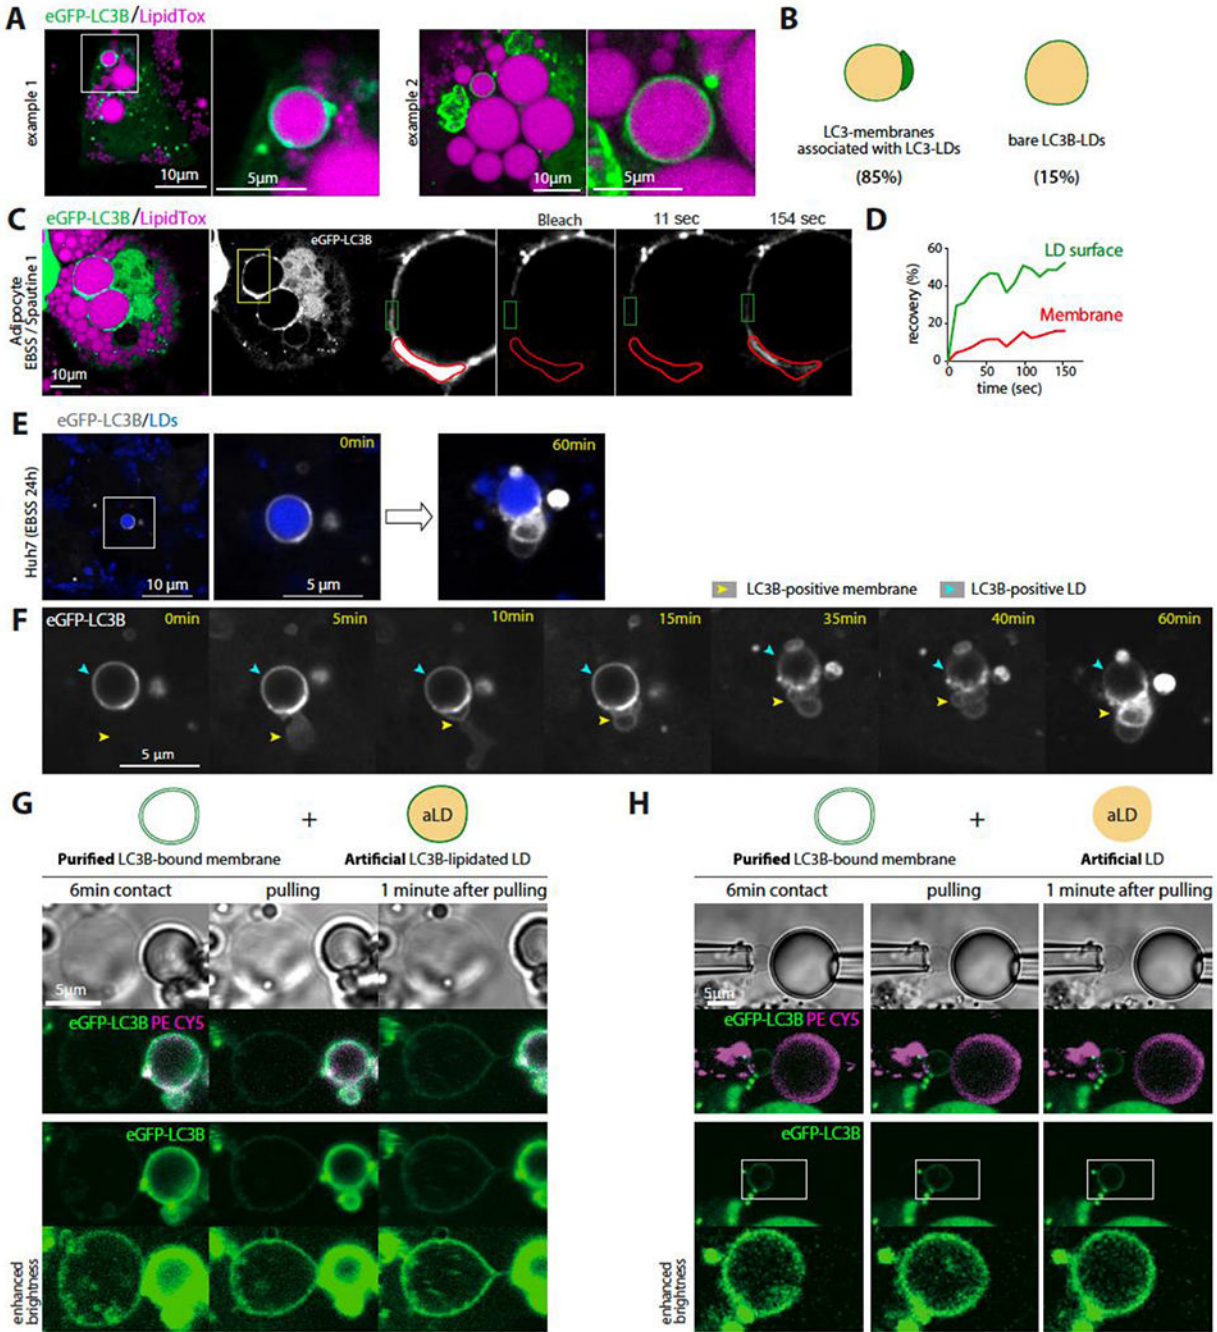 A
eGFP-LC3B/LipidTox
example 1
10µm
5µm
example 2
10µm
5µm
B
LC3-membranes
associated with LC3-LDs
(85%)
bare LC3B-LDs
(15%)
C
eGFP-LC3B/LipidTox
Adipocyte
EBSS / Spautine 1
10µm
eGFP-LC3B
Bleach
11 sec
154 sec
D
recovery (%)
60
40
20
0
0
50
100
150
time (sec)
LD surface
Membrane
E
eGFP-LC3B/LDs
Huh7 (EBSS 24h)
10 µm
0min
5 µm
60min
LC3B-positive membrane
LC3B-positive LD
F
eGFP-LC3B
0min
5min
10min
15min
35min
40min
60min
5 µm
G
+
aLD
Purified LC3B-bound membrane
Artificial LC3B-lipidated LD
6min contact
pulling
1 minute after pulling
5µm
eGFP-LC3B PE CY5
eGFP-LC3B
enhanced
brightness
H
+
aLD
Purified LC3B-bound membrane
Artificial LD
6min contact
pulling
1 minute after pulling
5µm
eGFP-LC3B PE CY5
eGFP-LC3B
enhanced
brightness